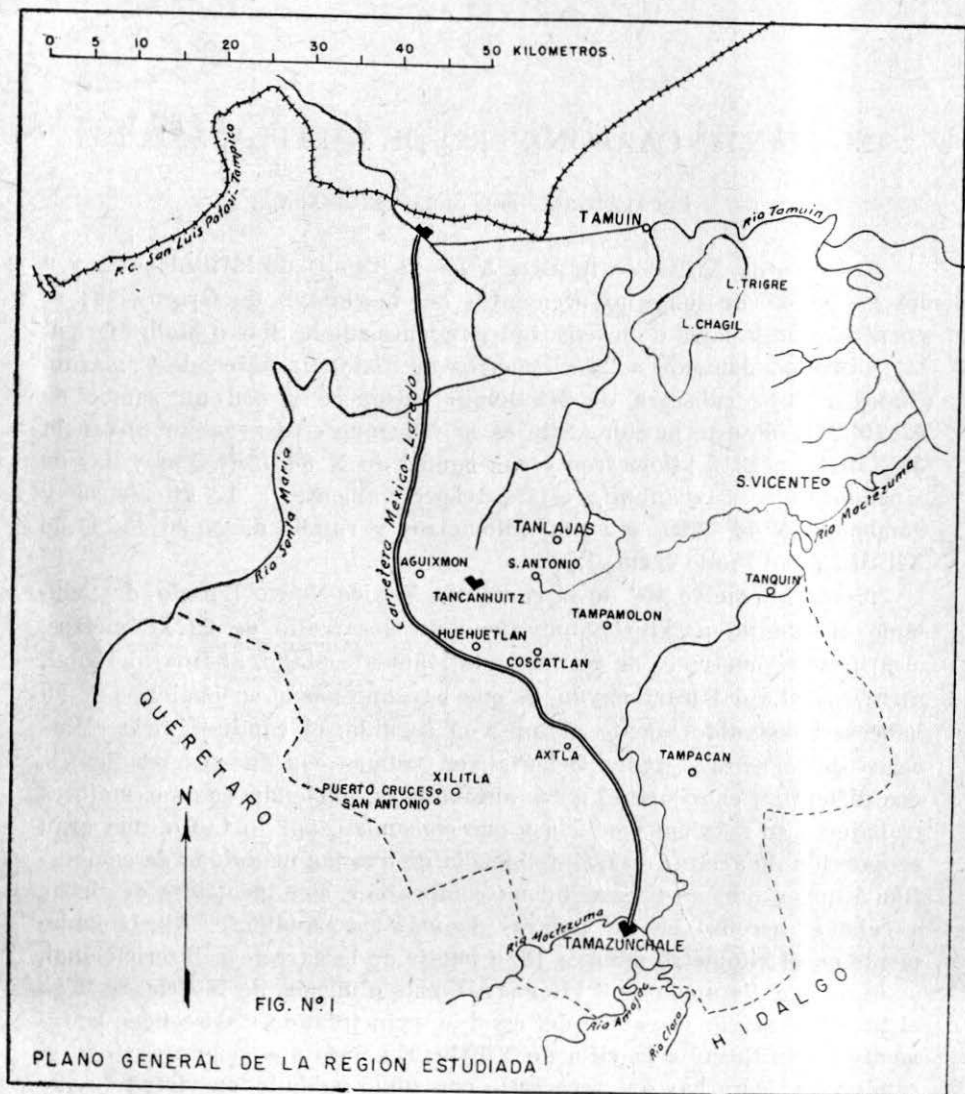 0 5 10 20 30 40 50 KILOMETROS
F.C. San Luis Potosi-Tampico
TAMUIN
Rio Tamuin
L. TRIGRE
L. CHAGIL
Carretera Mexico-Laredo
Rio Santa Maria
S. VICENTE
Rio Moctezuma
TANLAJAS
AGUIXMON
S. ANTONIO
TANCANHUITZ
TANQUIN
TAMPAMOLON
HUEHUETLAN
COSCATLAN
QUERETARO
AXTLA
TAMPACAN
XILITLA
PUERTO CRUCES
SAN ANTONIO
N
Rio Moctezuma
TAMAZUNCHALE
Rio Amajac
Rio Claro
HIDALGO
FIG. Nº 1
PLANO GENERAL DE LA REGION ESTUDIADA